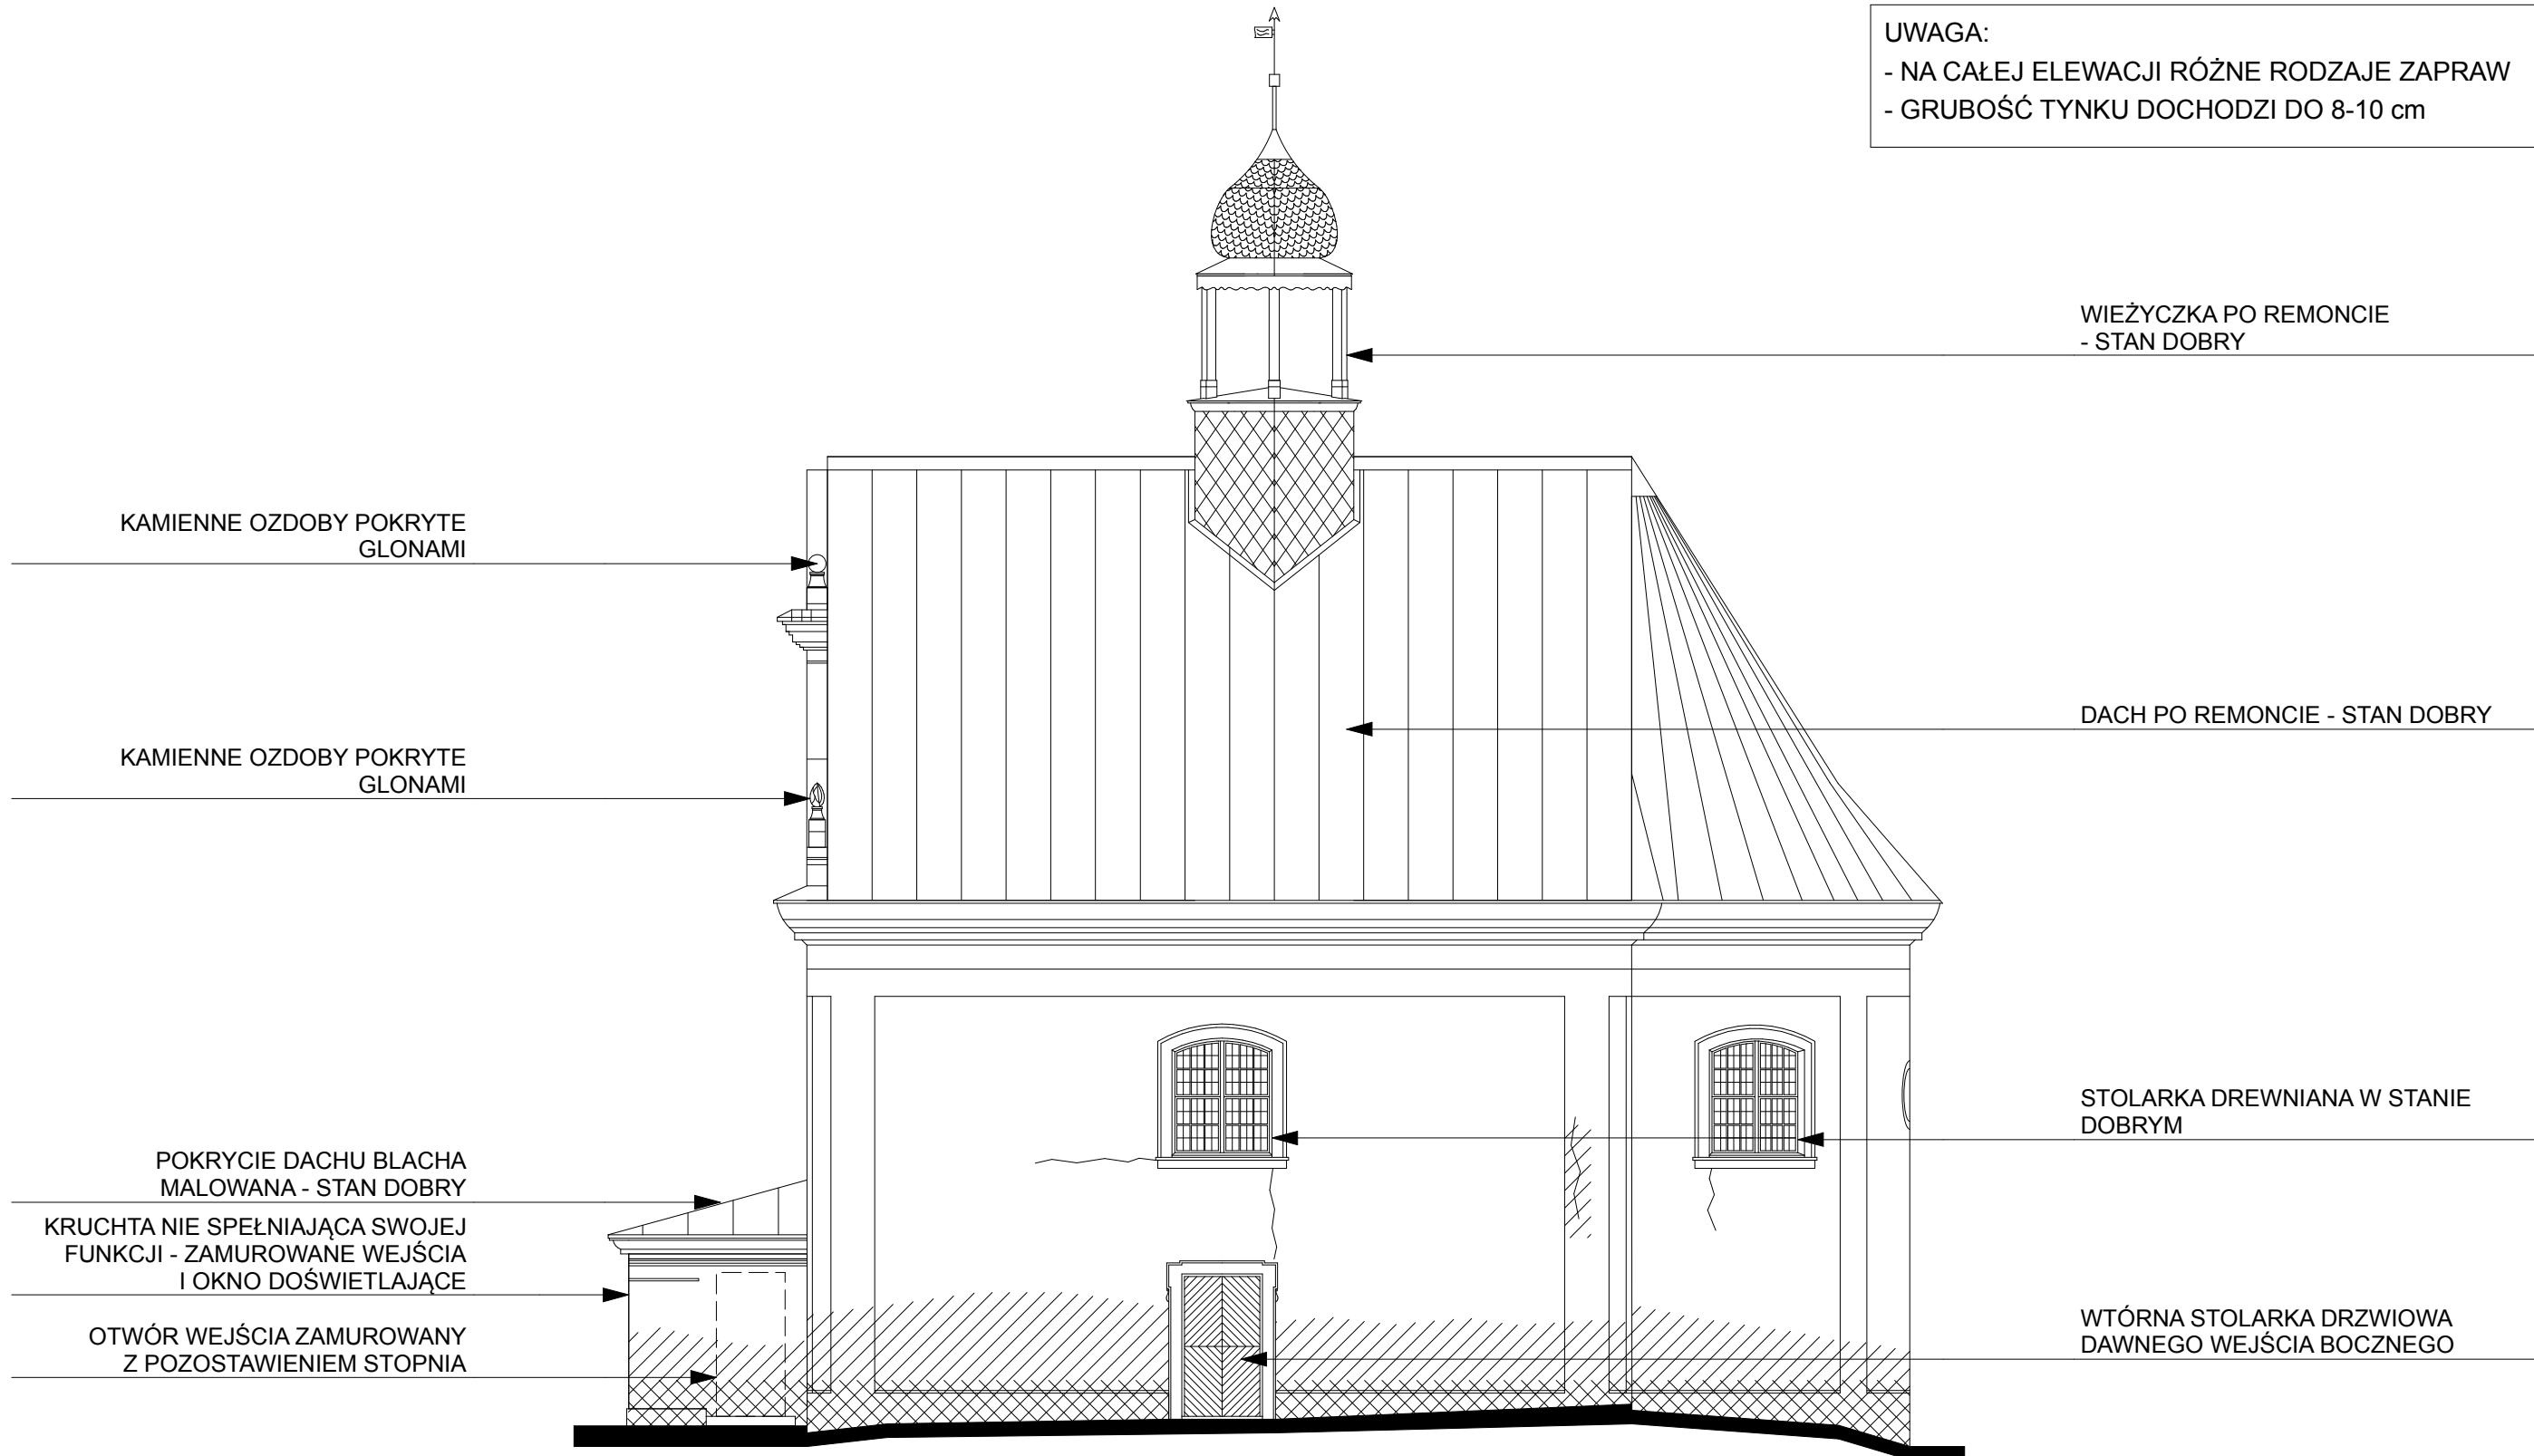 UWAGA:
- NA CAŁEJ ELEWACJI RÓŻNE RODZAJE ZAPRAW
- GRUBOŚĆ TYNKU DOCHODZI DO 8-10 cm
WIEŻYCZKA PO REMONCIE
- STAN DOBRY
KAMIENNE OZDOBY POKRYTE
GLONAMI
DACH PO REMONCIE - STAN DOBRY
KAMIENNE OZDOBY POKRYTE
GLONAMI
STOLARKA DREWNIANA W STANIE
DOBRYM
POKRYCIE DACHU BLACHA
MALOWANA - STAN DOBRY
KRUCHTA NIE SPEŁNIAJĄCA SWOJEJ
FUNKCJI - ZAMUROWANE WEJŚCIA
I OKNO DOŚWIETLAJĄCE
OTWÓR WEJŚCIA ZAMUROWANY
Z POZOSTAWIENIEM STOPNIA
WTÓRNA STOLARKA DRZWIOWA
DAWNEGO WEJŚCIA BOCZNEGO